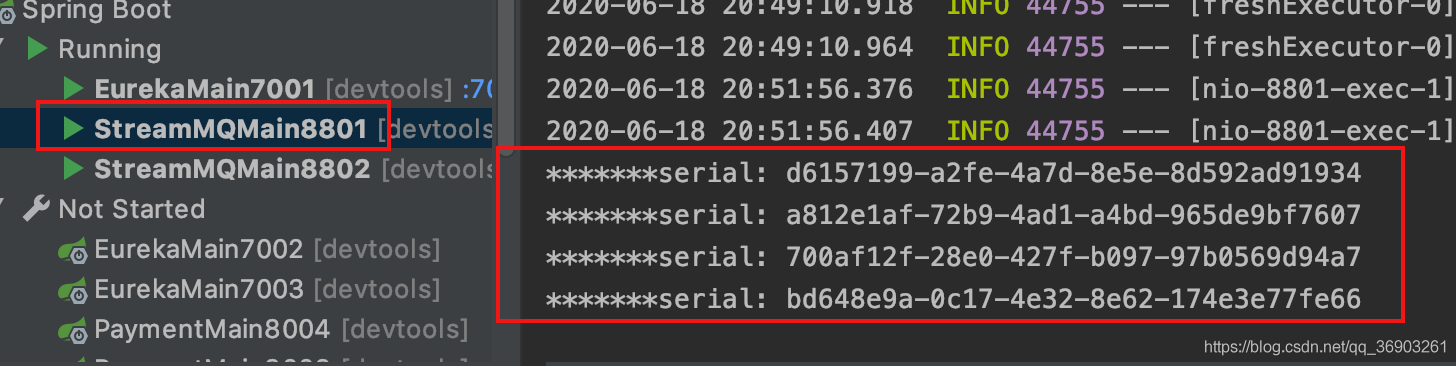 Spring Boot
Running
EurekaMain7001 [devtools] :70
StreamMQMain8801 [devtools
StreamMQMain8802 [devtools]
Not Started
EurekaMain7002 [devtools]
EurekaMain7003 [devtools]
PaymentMain8004 [devtools]
2020-06-18 20:49:10.918 INFO 44755 --- [freshExecutor-0]
2020-06-18 20:49:10.964 INFO 44755 --- [freshExecutor-0]
2020-06-18 20:51:56.376 INFO 44755 --- [nio-8801-exec-1]
2020-06-18 20:51:56.407 INFO 44755 --- [nio-8801-exec-1]
*******serial: d6157199-a2fe-4a7d-8e5e-8d592ad91934
*******serial: a812e1af-72b9-4ad1-a4bd-965de9bf7607
*******serial: 700af12f-28e0-427f-b097-97b0569d94a7
*******serial: bd648e9a-0c17-4e32-8e62-174e3e77fe66
https://blog.csdn.net/qq_36903261